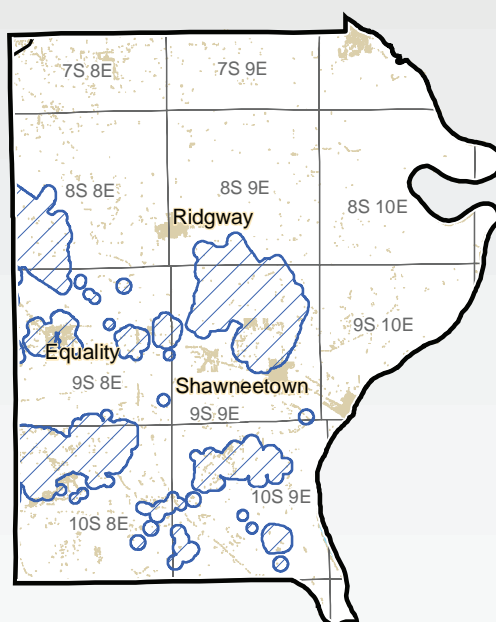 7S 8E
7S 9E
8S 8E
8S 9E
8S 10E
Ridgway
9S 10E
Equality
9S 8E
Shawneetown
9S 9E
10S 9E
10S 8E